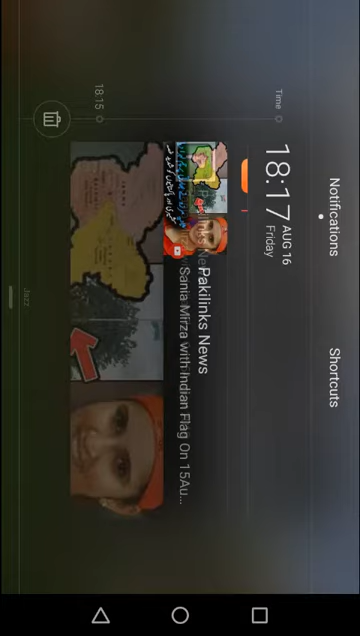 Notifications
Shortcuts
Time
18:17
AUG 16
Friday
18:15
Pakilinks News
Sania Mirza with Indian Flag On 15Au...
Jazz